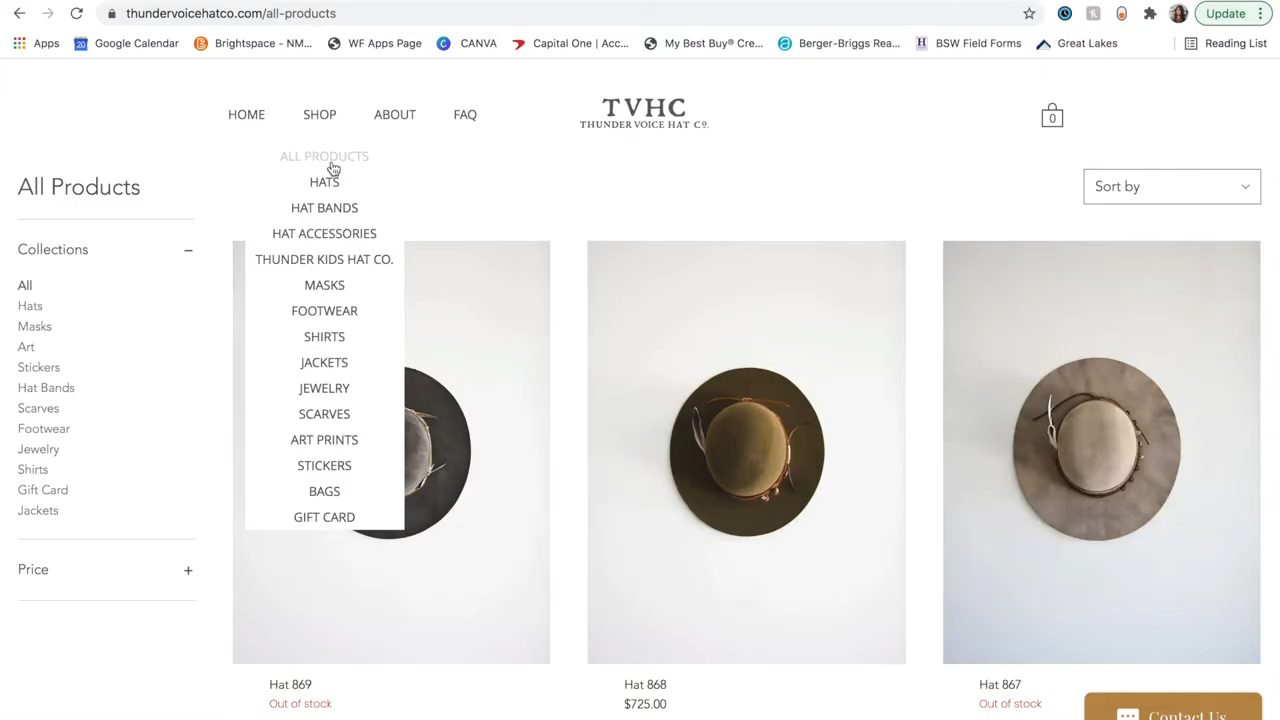 thundervoicehatco.com/all-products
Update
Apps
Google Calendar
Brightspace - NM...
WF Apps Page
CANVA
Capital One | Acc...
My Best Buy® Cre...
Berger-Briggs Rea...
BSW Field Forms
Great Lakes
Reading List
HOME
SHOP
ABOUT
FAQ
TVHC
THUNDER VOICE HAT Co.
0
ALL PRODUCTS
HATS
HAT BANDS
HAT ACCESSORIES
THUNDER KIDS HAT CO.
MASKS
FOOTWEAR
SHIRTS
JACKETS
JEWELRY
SCARVES
ART PRINTS
STICKERS
BAGS
GIFT CARD
All Products
Sort by
Collections
All
Hats
Masks
Art
Stickers
Hat Bands
Scarves
Footwear
Jewelry
Shirts
Gift Card
Jackets
Price
Hat 869
Out of stock
Hat 868
$725.00
Hat 867
Out of stock
Contact Us